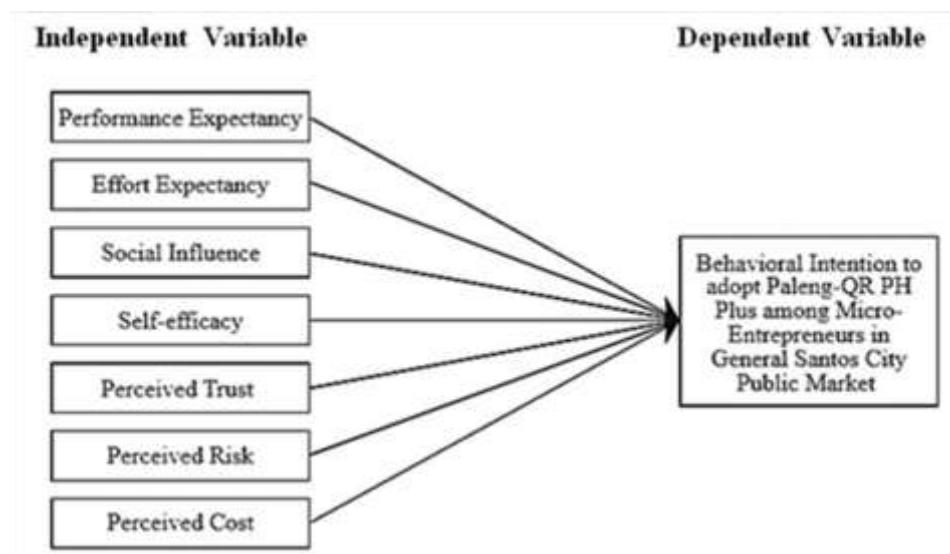 Independent Variable
Dependent Variable
Performance Expectancy
Effort Expectancy
Social Influence
Self-efficacy
Perceived Trust
Perceived Risk
Perceived Cost
Behavioral Intention to
adopt Paleng-QR PH
Plus among Micro-
Entrepreneurs in
General Santos City
Public Market